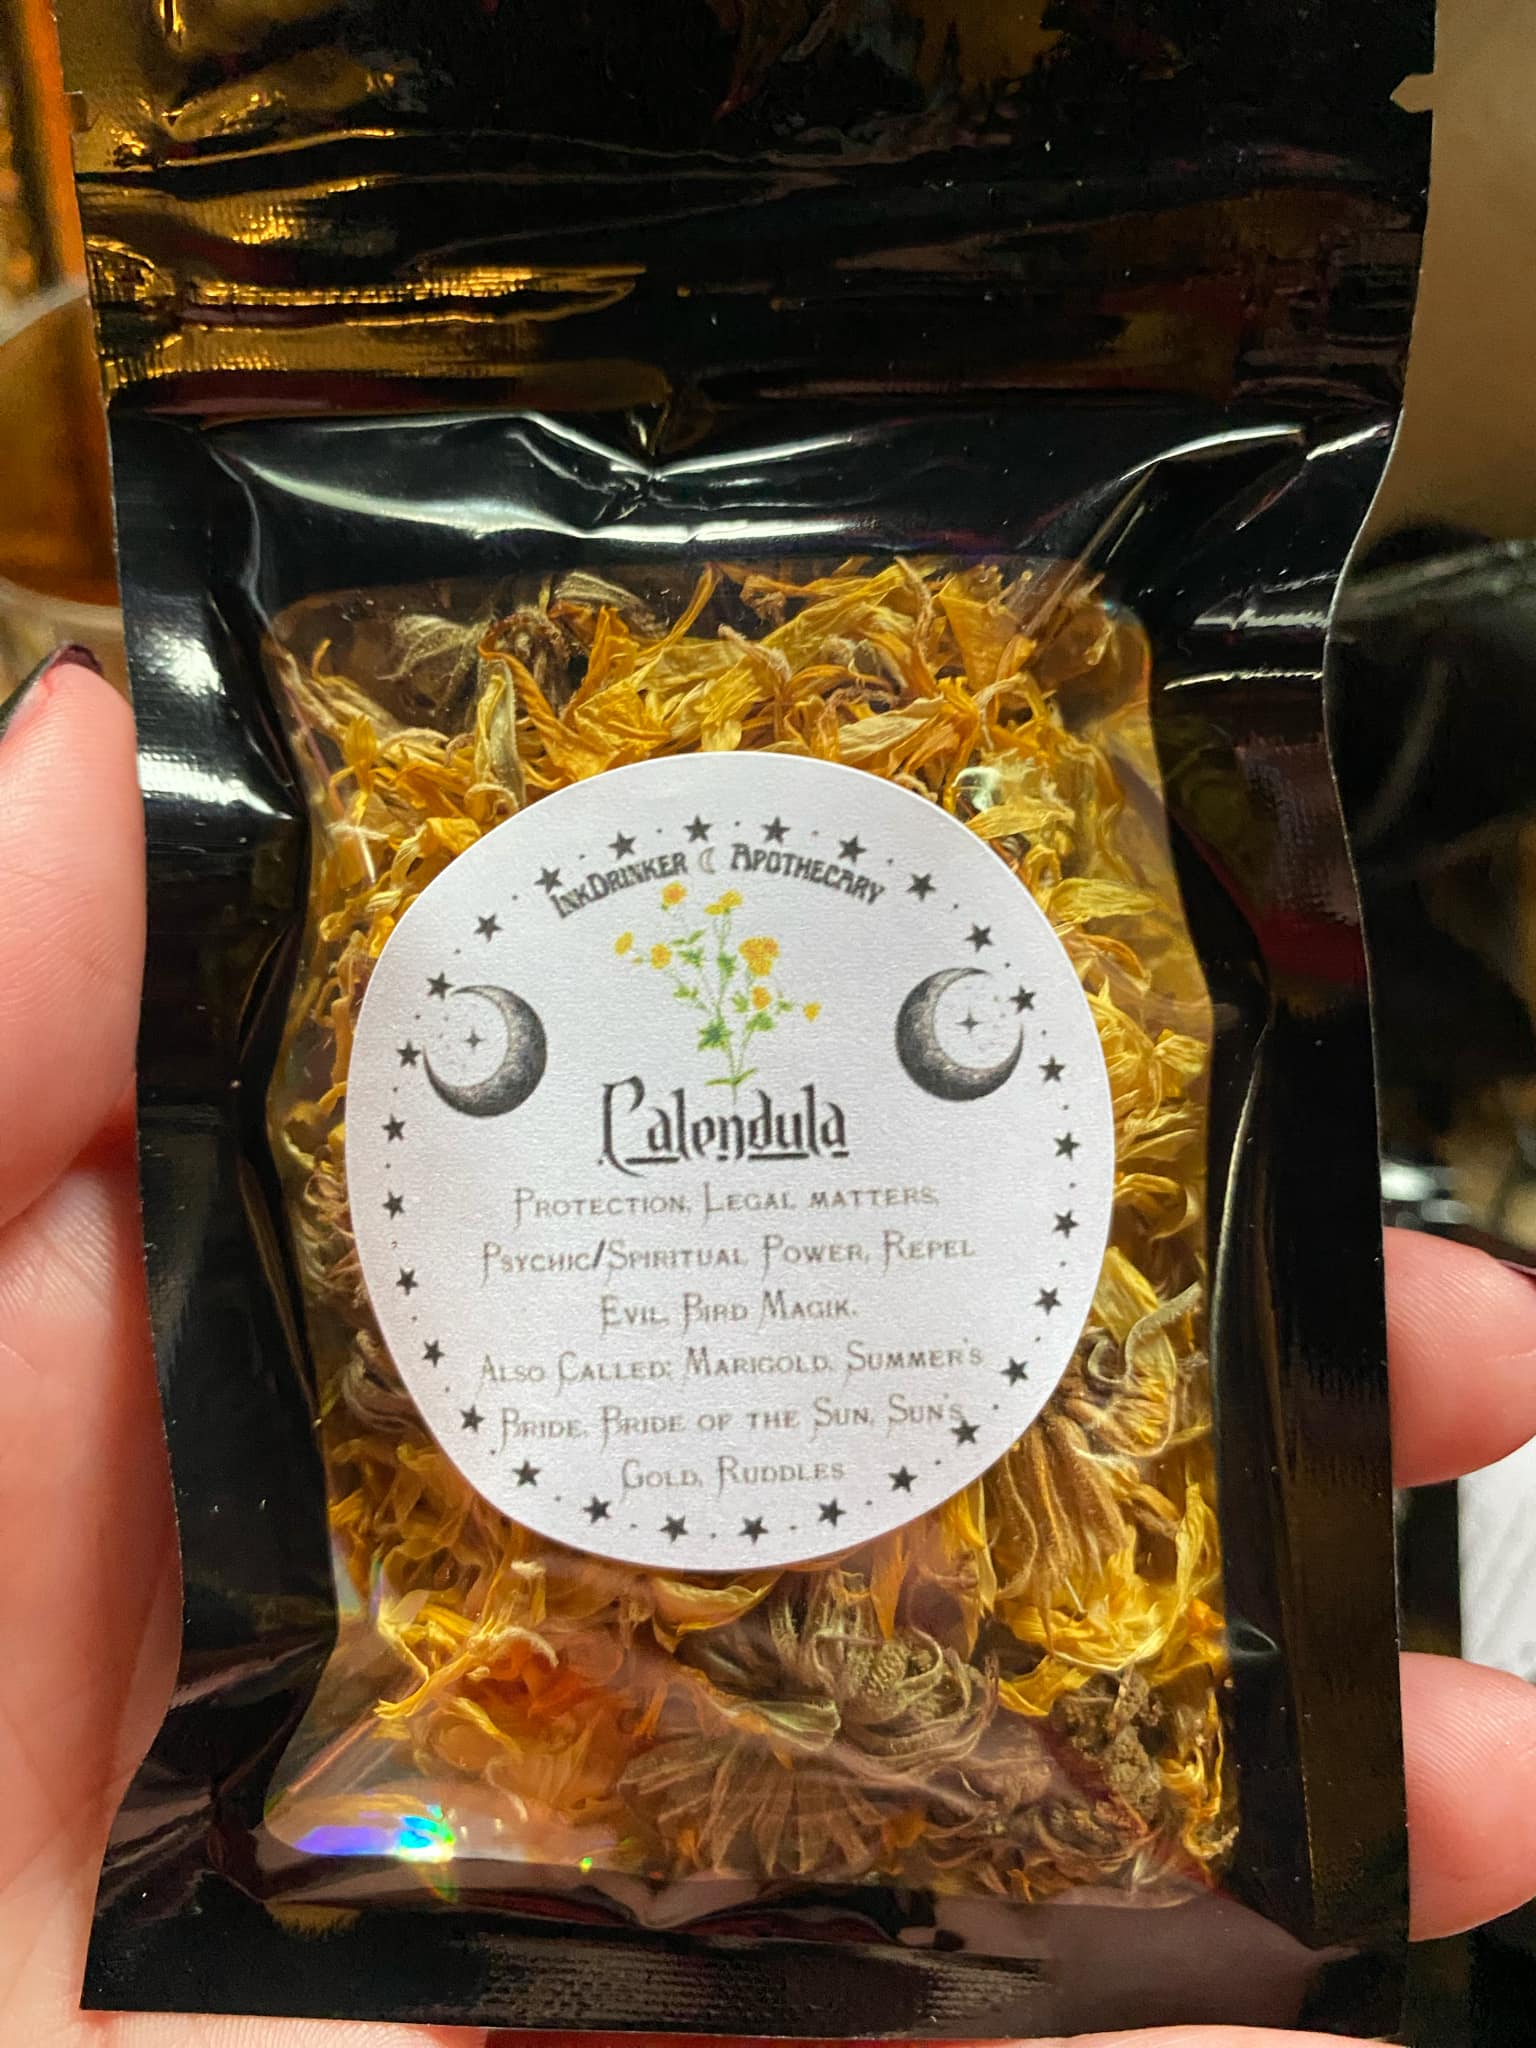 InkDrinker Apothecary
Calendula
Protection, Legal matters,
Psychic/Spiritual Power, Repel
Evil, Bird Magik.
Also Called: Marigold, Summer's
Bride, Bride of the Sun, Sun's
Gold, Ruddles